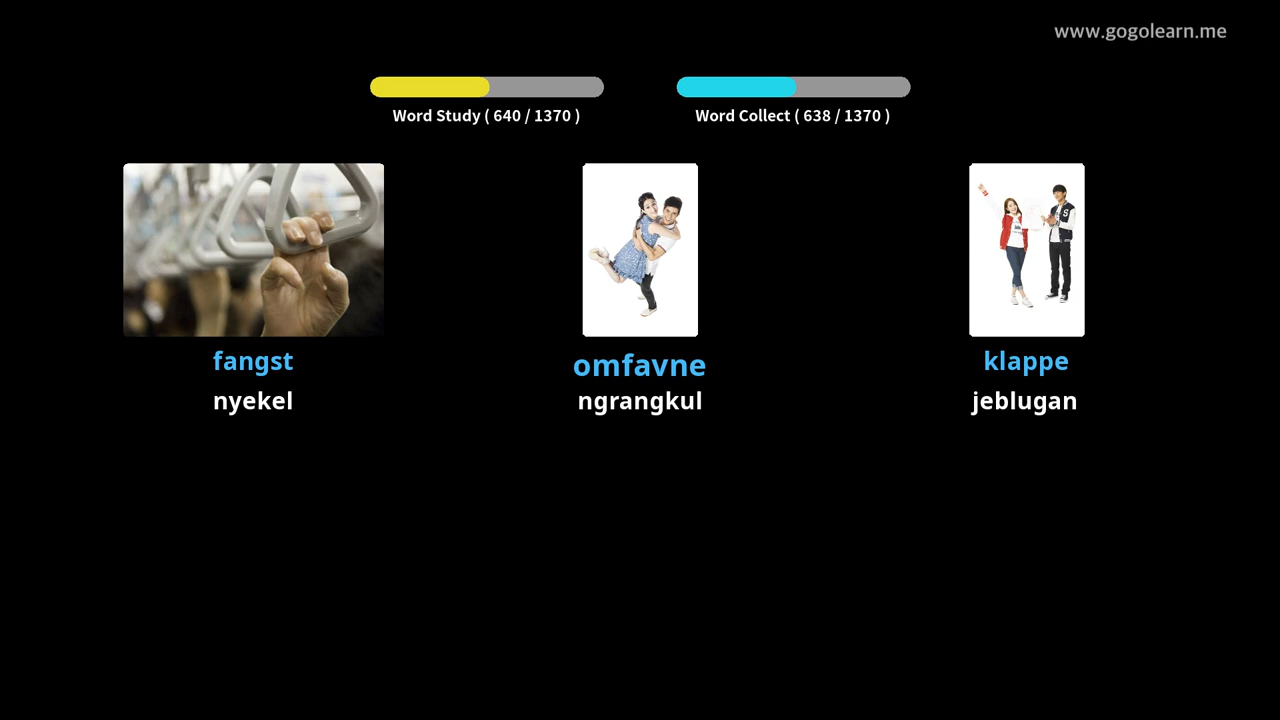 www.gogolearn.me
Word Study ( 640 / 1370 )
Word Collect ( 638 / 1370 )
fangst
omfavne
klappe
nyekel
ngrangkul
jeblugan